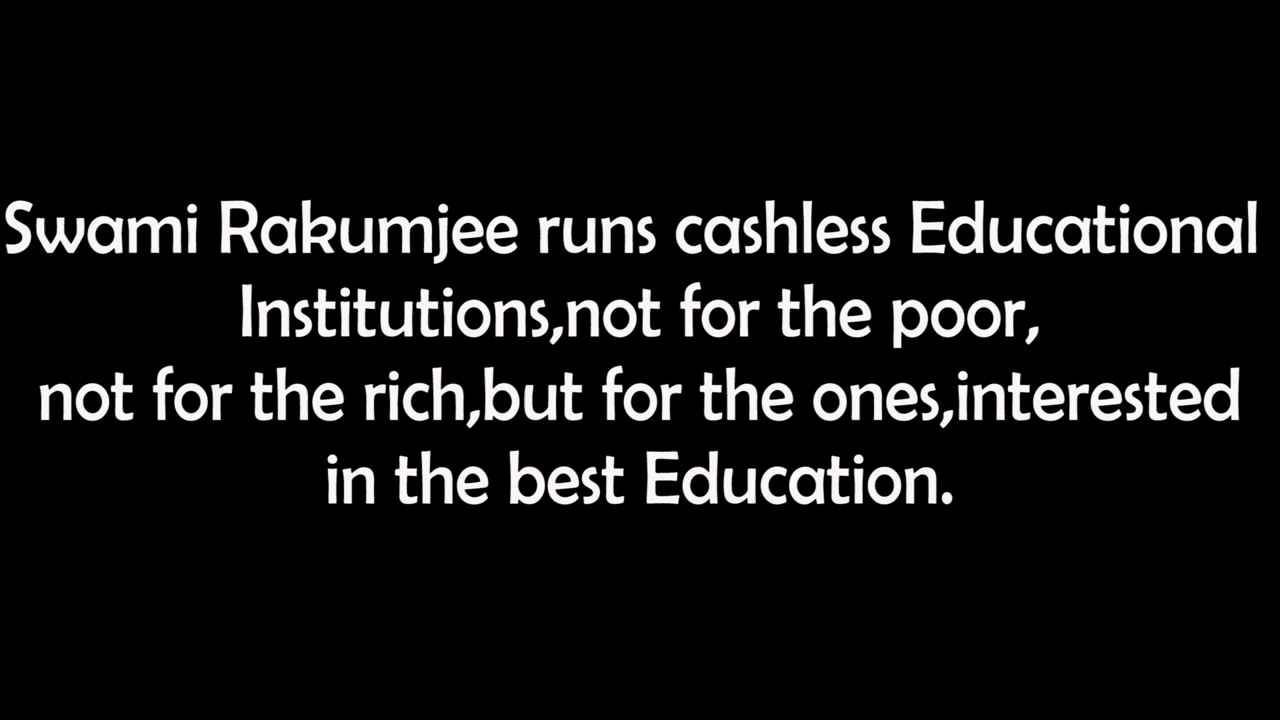 Swami Rakumjee runs cashless Educational
Institutions,not for the poor,
not for the rich,but for the ones,interested
in the best Education.